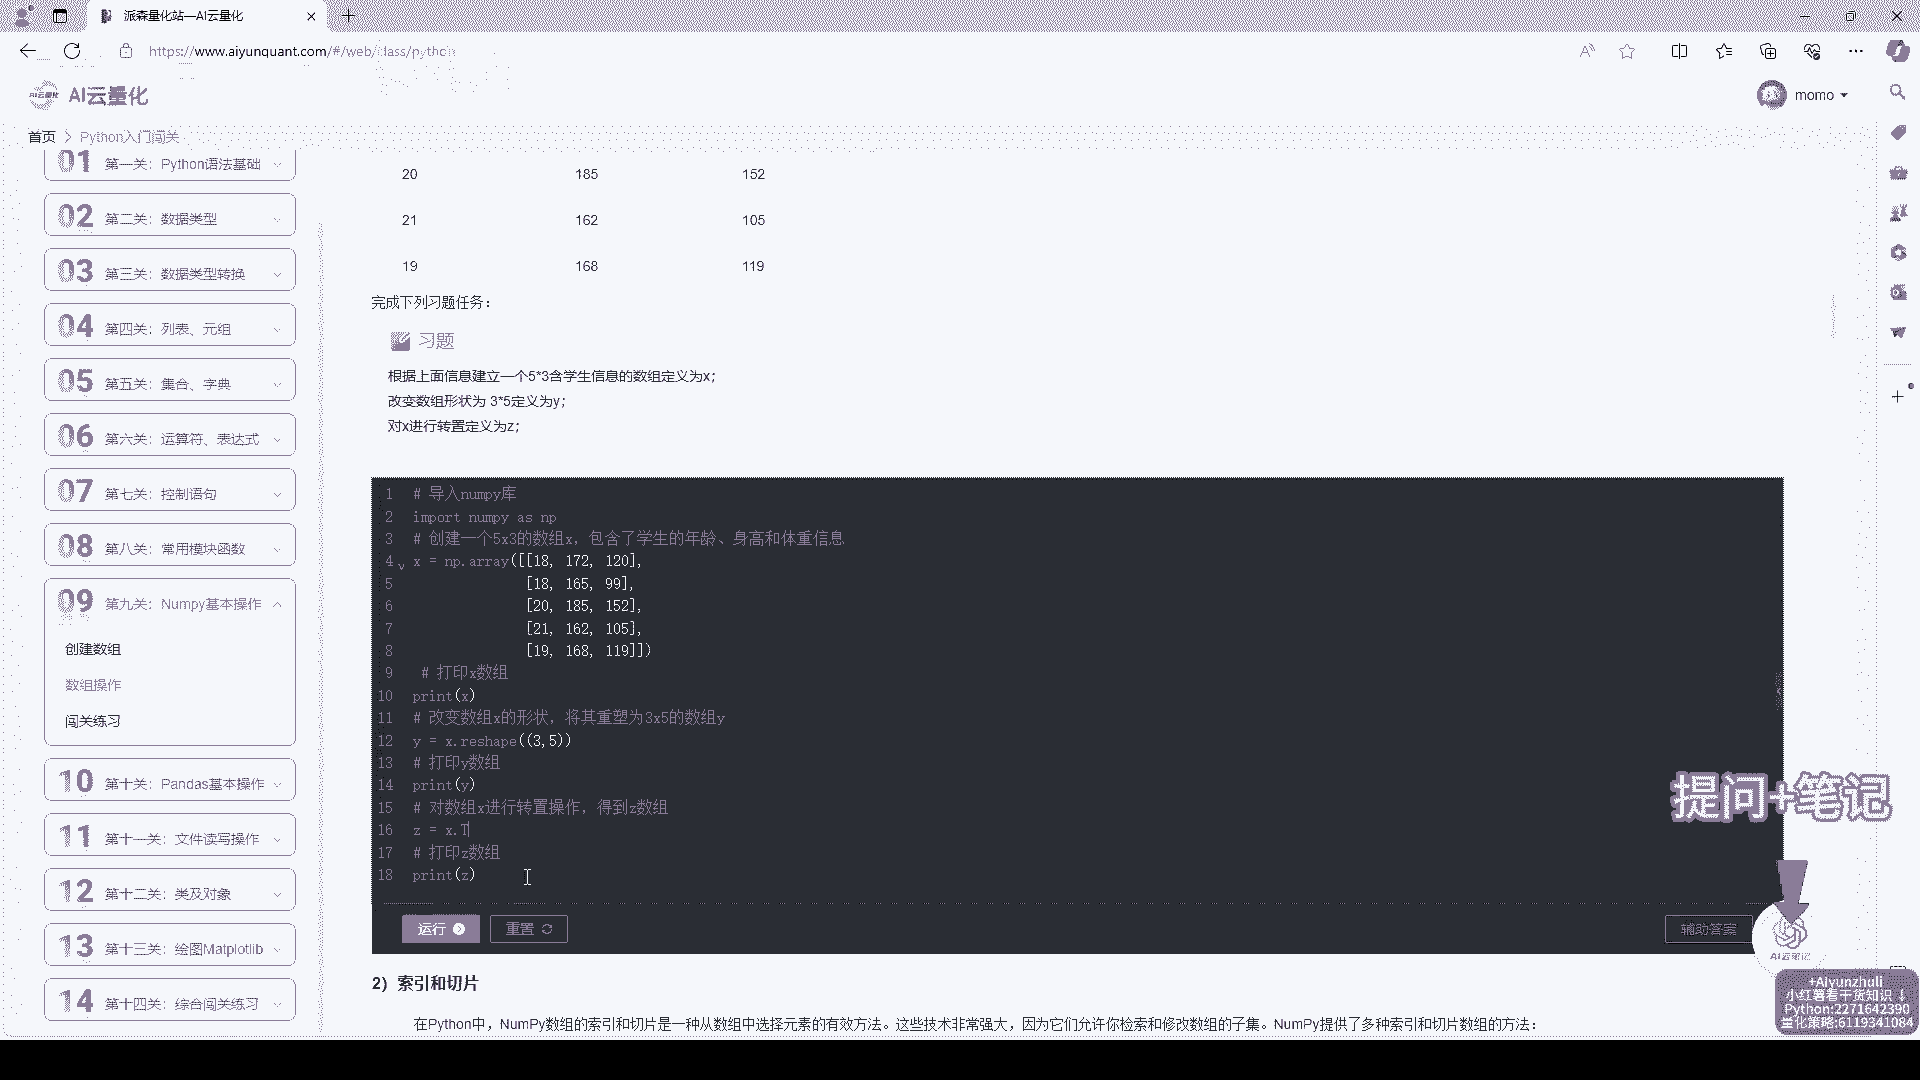 派森量化站—AI云量化
https://www.aiyunquant.com/#/web/class/python
AI云量化
AI云量化
momo
首页 > Python入门闯关
01 第一关：Python语法基础
02 第二关：数据类型
03 第三关：数据类型转换
04 第四关：列表、元组
05 第五关：集合、字典
06 第六关：运算符、表达式
07 第七关：控制语句
08 第八关：常用模块函数
09 第九关：Numpy基本操作
创建数组
数组操作
闯关练习
10 第十关：Pandas基本操作
11 第十一关：文件读写操作
12 第十二关：类及对象
13 第十三关：绘图Matplotlib
14 第十四关：综合闯关练习
20 185 152
21 162 105
19 168 119
完成下列习题任务：
习题
根据上面信息建立一个5*3含学生信息的数组定义为x；
改变数组形状为 3*5定义为y；
对x进行转置定义为z；
1 # 导入numpy库
2 import numpy as np
3 # 创建一个5x3的数组x，包含了学生的年龄、身高和体重信息
4 x = np.array([[18, 172, 120],
5 [18, 165, 99],
6 [20, 185, 152],
7 [21, 162, 105],
8 [19, 168, 119]])
9 # 打印x数组
10 print(x)
11 # 改变数组x的形状，将其重塑为3x5的数组y
12 y = x.reshape((3,5))
13 # 打印y数组
14 print(y)
15 # 对数组x进行转置操作，得到z数组
16 z = x.T
17 # 打印z数组
18 print(z)
运行
重置
辅助答案
提问+笔记
AI云笔记
+Aiyunzhuli
小红薯看干货知识↓
Python:2271642390
量化策略:6119341084
2）索引和切片
在Python中，NumPy数组的索引和切片是一种从数组中选择元素的有效方法。这些技术非常强大，因为它们允许你检索和修改数组的子集。NumPy提供了多种索引和切片数组的方法：